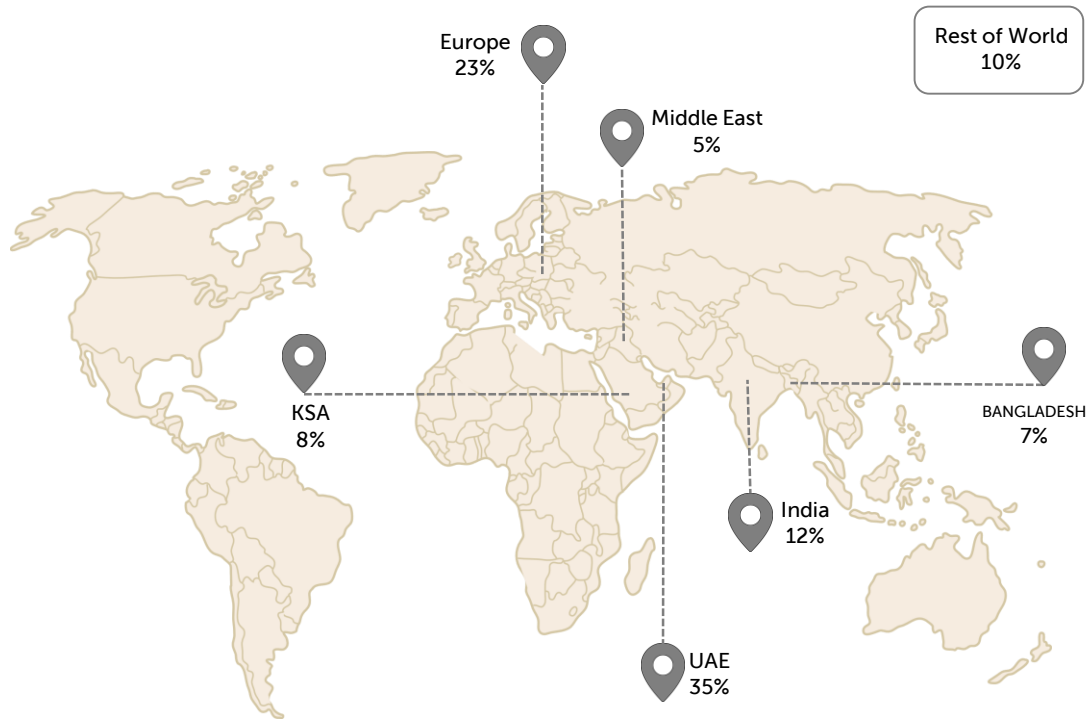 Europe
23%
Rest of World
10%
Middle East
5%
KSA
8%
BANGLADESH
7%
India
12%
UAE
35%